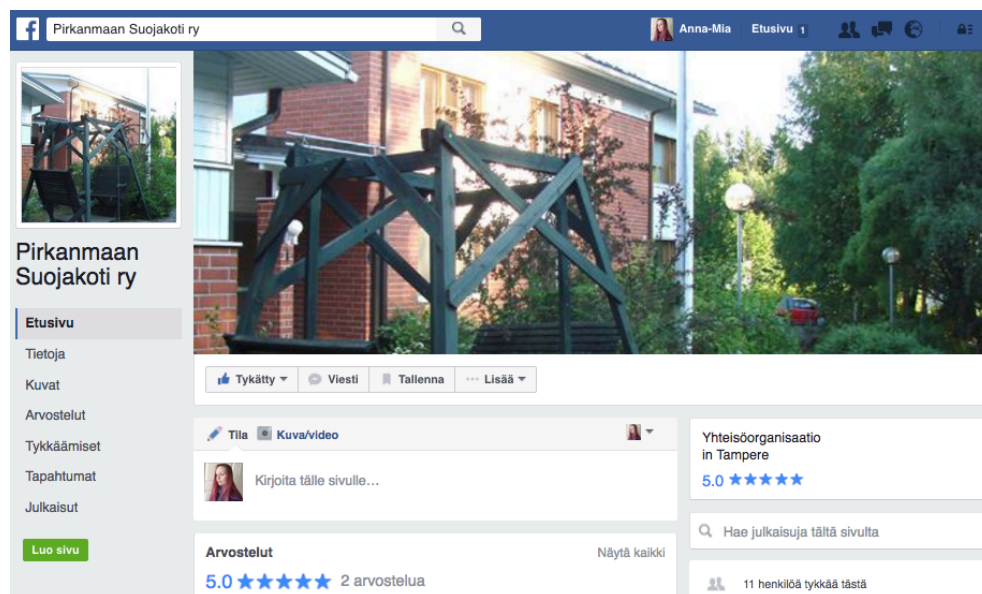 Pirkanmaan Suojakoti ry
Anna-Mia
Etusivu 1
Pirkanmaan
Suojakoti ry
Etusivu
Tietoja
Kuvat
Arvostelut
Tykkäämiset
Tapahtumat
Julkaisut
Luo sivu
Tykätty
Viesti
Tallenna
Lisää
Tila
Kuva/video
Kirjoita tälle sivulle...
Arvostelut
Näytä kaikki
5.0 ★★★★★ 2 arvostelua
Yhteisöorganisaatio
in Tampere
5.0 ★★★★★
Hae julkaisuja tältä sivulta
11 henkilöä tykkää tästä